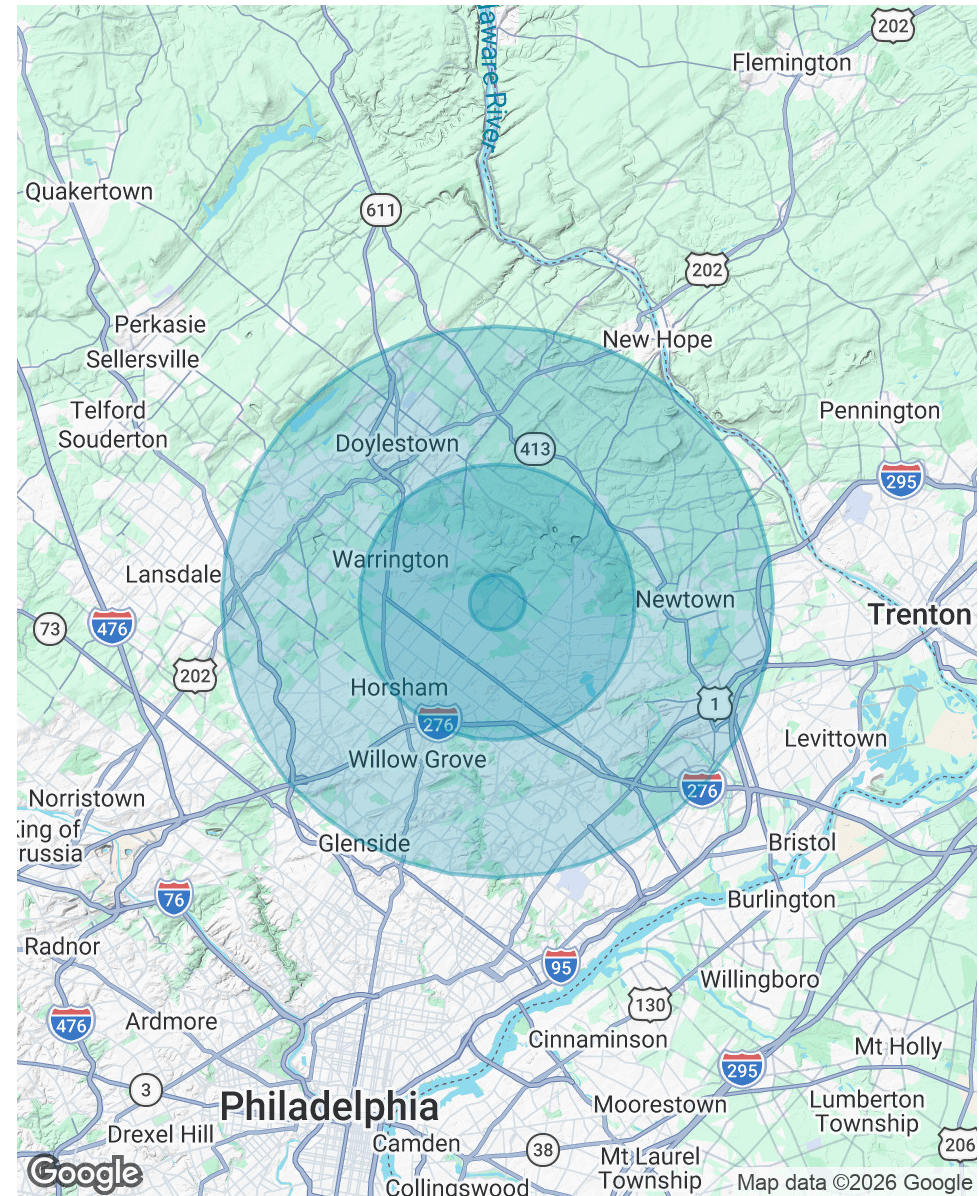 202
Flemington
laware River
Quakertown
611
202
Perkasie
New Hope
Sellersville
Telford
Pennington
Souderton
Doylestown
413
295
Warrington
Lansdale
Newtown
Trenton
476
73
202
Horsham
1
276
Levittown
Willow Grove
276
Norristown
King of
russia
Glenside
Bristol
76
Burlington
Radnor
95
Willingboro
130
476
Ardmore
Cinnaminson
Mt Holly
295
3
Philadelphia
Moorestown
Lumberton
Township
Drexel Hill
Camden
38
206
Mt Laurel
Township
Google
Collingswood
Map data ©2026 Google